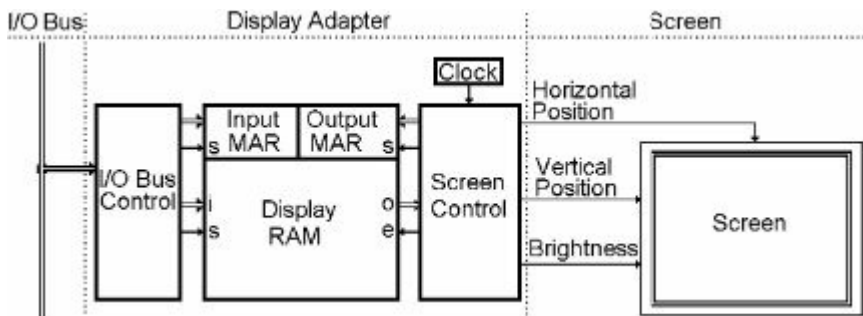 I/O Bus
Display Adapter
Screen
Clock
Input
MAR
Output
MAR
s
s
I/O Bus
Control
i
s
Display
RAM
o
e
Screen
Control
Horizontal
Position
Vertical
Position
Brightness
Screen